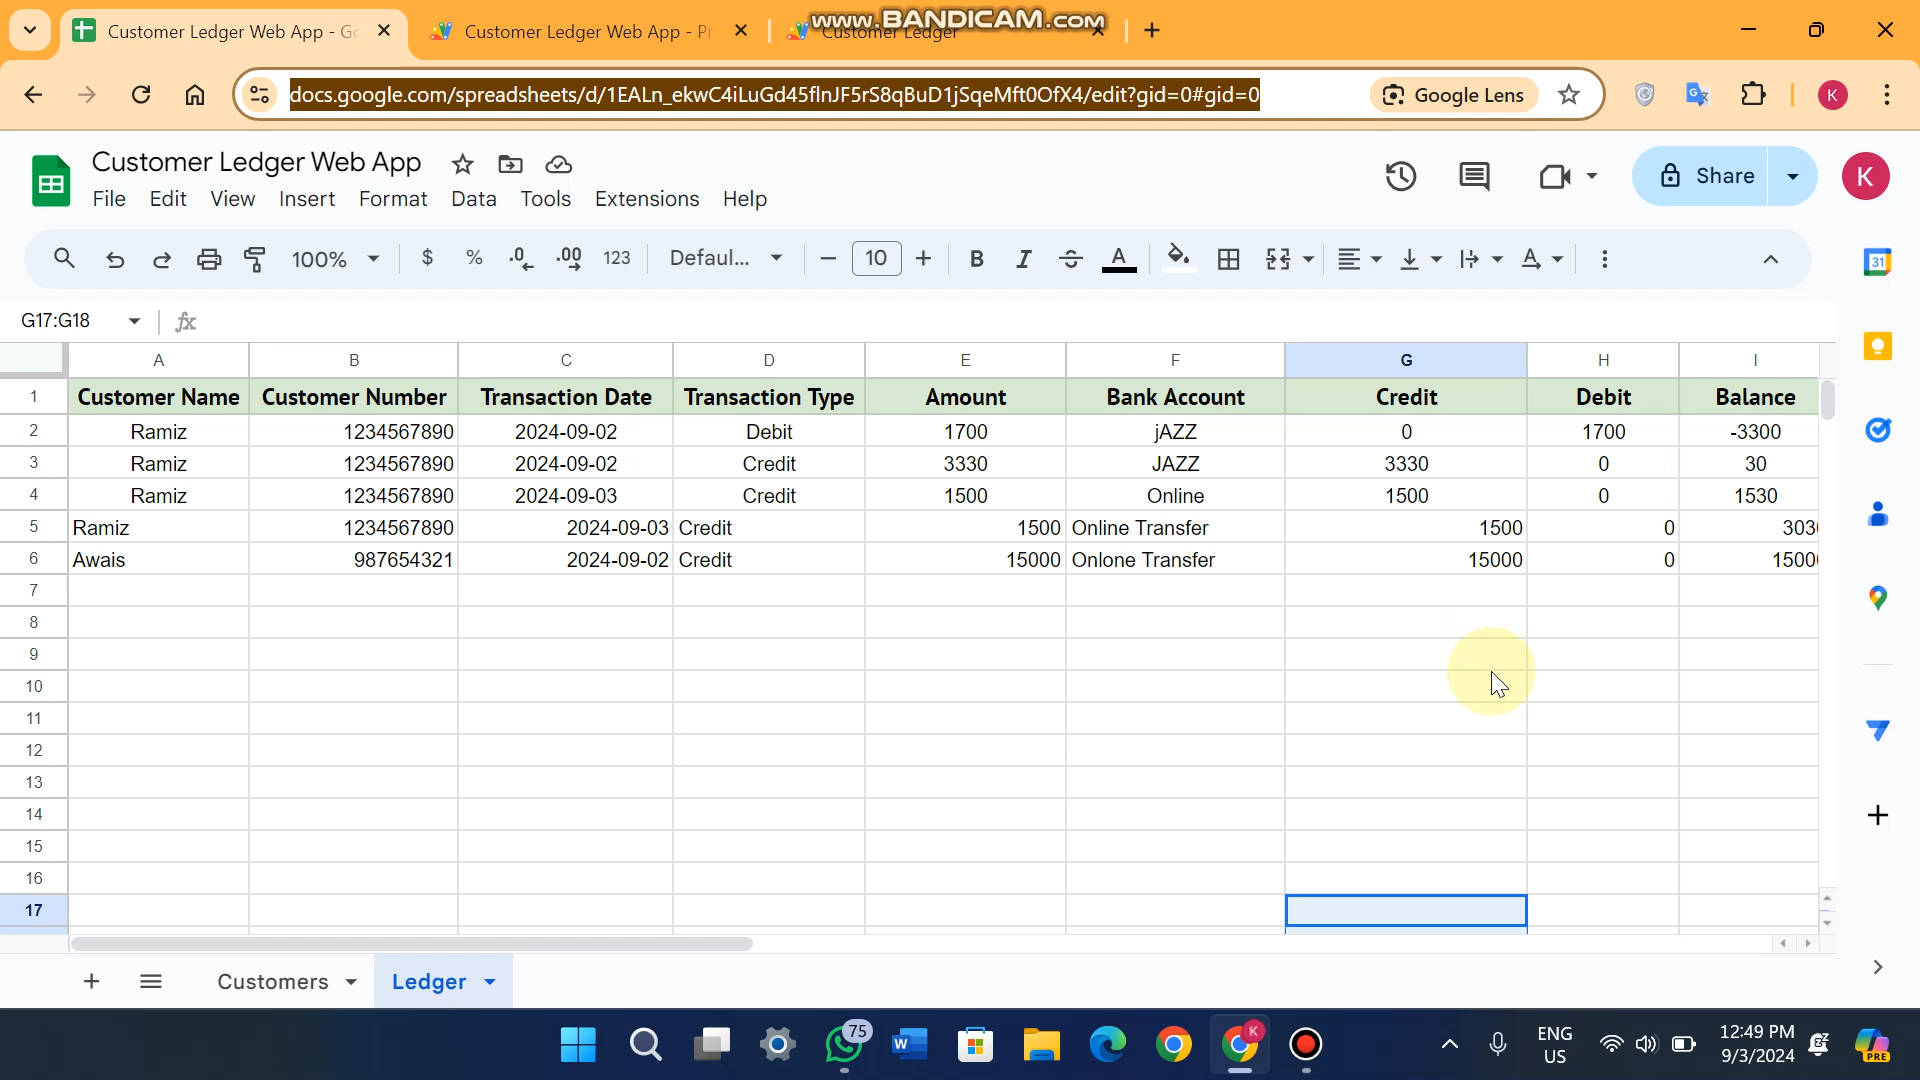 Customer Ledger Web App - Go
Customer Ledger Web App - Pr
Customer Ledger
www.BANDICAM.com
docs.google.com/spreadsheets/d/1EALn_ekwC4iLuGd45flnJF5rS8qBuD1jSqeMft0OfX4/edit?gid=0#gid=0
Google Lens
K
Customer Ledger Web App
File Edit View Insert Format Data Tools Extensions Help
Share
K
100% $ % .0 .00 123 Defaul... 10 B I A
31
G17:G18 fx
A B C D E F G H I
1 Customer Name Customer Number Transaction Date Transaction Type Amount Bank Account Credit Debit Balance
2 Ramiz 1234567890 2024-09-02 Debit 1700 jAZZ 0 1700 -3300
3 Ramiz 1234567890 2024-09-02 Credit 3330 JAZZ 3330 0 30
4 Ramiz 1234567890 2024-09-03 Credit 1500 Online 1500 0 1530
5 Ramiz 1234567890 2024-09-03 Credit 1500 Online Transfer 1500 0 303
6 Awais 987654321 2024-09-02 Credit 15000 Onlone Transfer 15000 0 1500
7
8
9
10
11
12
13
14
15
16
17
Customers Ledger
75
W
K
ENG
US
12:49 PM
9/3/2024
PRE